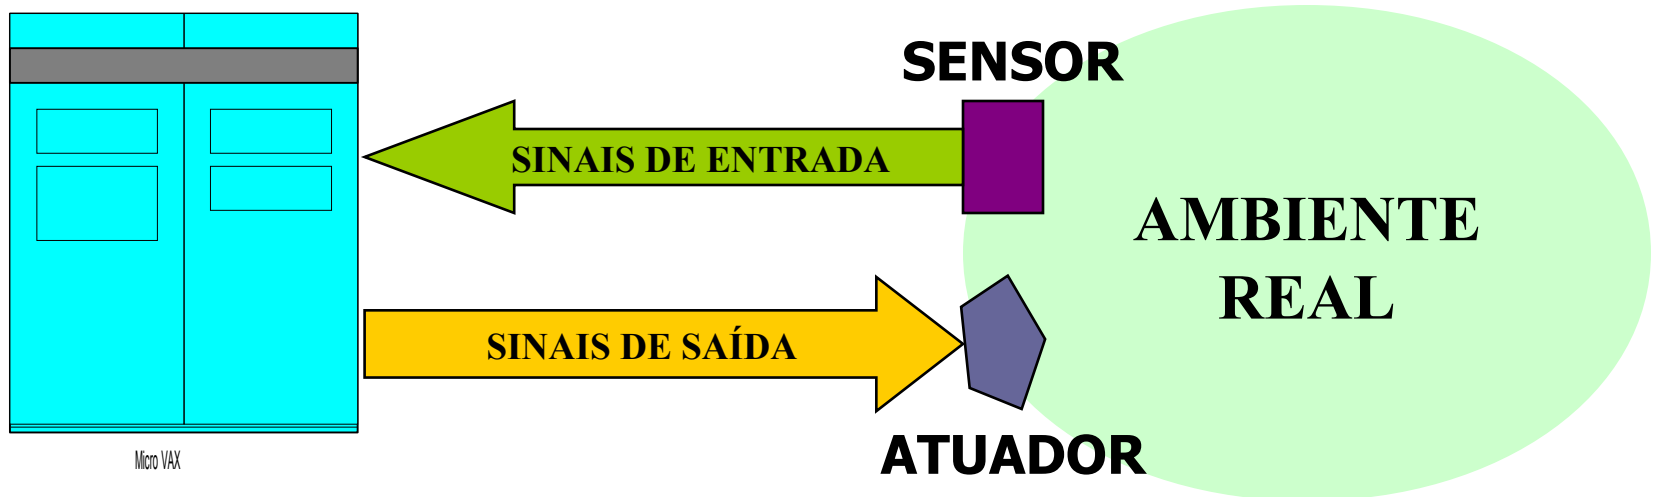 SENSOR
SINAIS DE ENTRADA
AMBIENTE
REAL
SINAIS DE SAÍDA
ATUADOR
Micro VAX